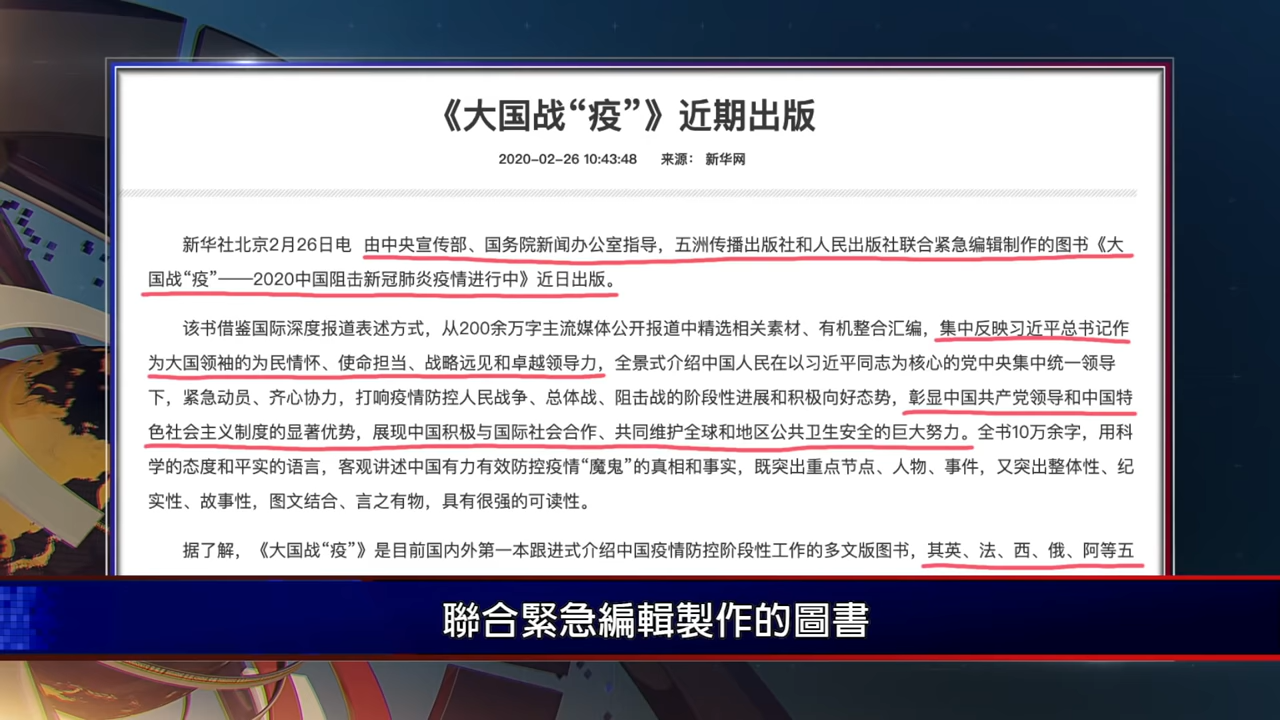 《大国战“疫”》近期出版
2020-02-26 10:43:48 来源： 新华网
新华社北京2月26日电 由中央宣传部、国务院新闻办公室指导，五洲传播出版社和人民出版社联合紧急编辑制作的图书《大
国战“疫”——2020中国阻击新冠肺炎疫情进行中》近日出版。
该书借鉴国际深度报道表述方式，从200余万字主流媒体公开报道中精选相关素材、有机整合汇编，集中反映习近平总书记作
为大国领袖的为民情怀、使命担当、战略远见和卓越领导力，全景式介绍中国人民在以习近平同志为核心的党中央集中统一领导
下，紧急动员、齐心协力，打响疫情防控人民战争、总体战、阻击战的阶段性进展和积极向好态势，彰显中国共产党领导和中国特
色社会主义制度的显著优势，展现中国积极与国际社会合作、共同维护全球和地区公共卫生安全的巨大努力。全书10万余字，用科
学的态度和平实的语言，客观讲述中国有力有效防控疫情“魔鬼”的真相和事实，既突出重点节点、人物、事件，又突出整体性、纪
实性、故事性，图文结合、言之有物，具有很强的可读性。
据了解，《大国战“疫”》是目前国内外第一本跟进式介绍中国疫情防控阶段性工作的多文版图书，其英、法、西、俄、阿等五
聯合緊急編輯製作的圖書